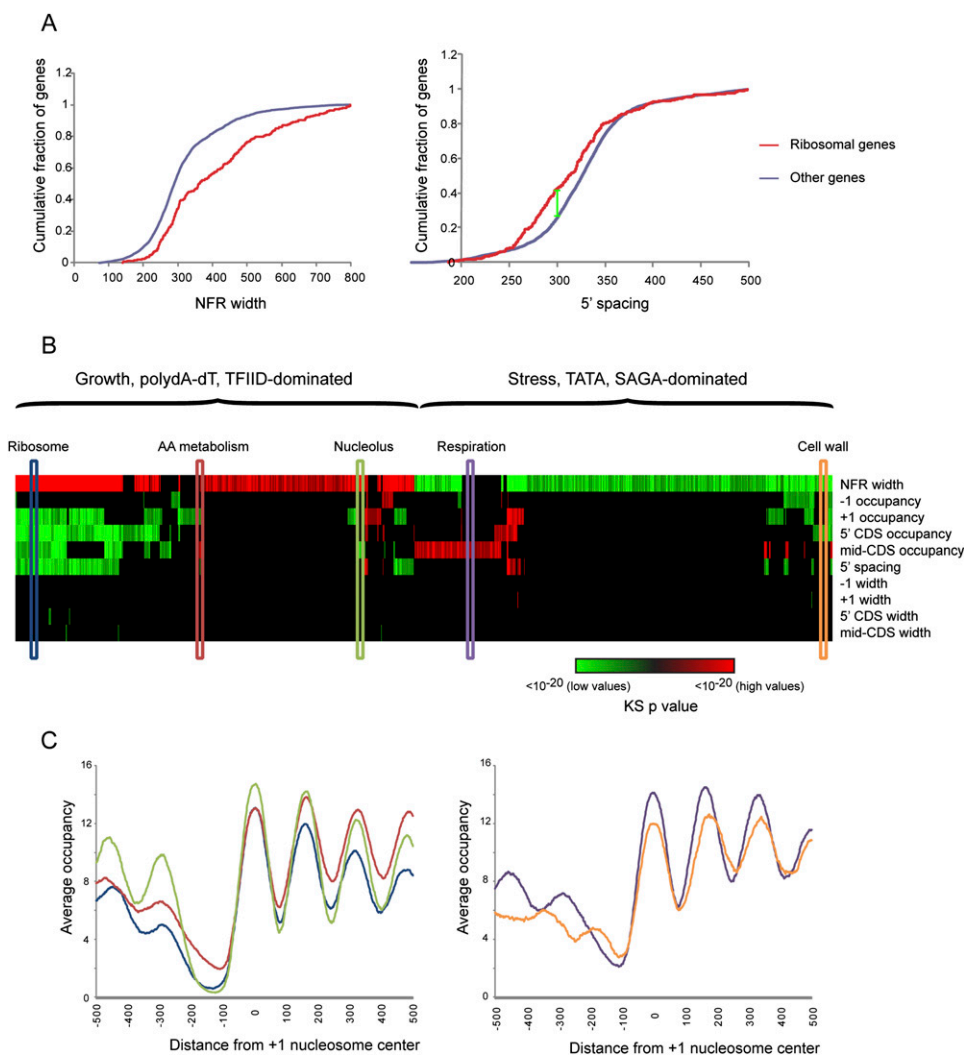 A
Cumulative fraction of genes
1.2
1
0.8
0.6
0.4
0.2
0
0 100 200 300 400 500 600 700 800
NFR width
Cumulative fraction of genes
1.2
1
0.8
0.6
0.4
0.2
0
200 250 300 350 400 450 500
5' spacing
Ribosomal genes
Other genes
B
Growth, polydA-dT, TFIID-dominated
Stress, TATA, SAGA-dominated
Ribosome
AA metabolism
Nucleolus
Respiration
Cell wall
NFR width
-1 occupancy
+1 occupancy
5' CDS occupancy
mid-CDS occupancy
5' spacing
-1 width
+1 width
5' CDS width
mid-CDS width
<10-20 (low values)
<10-20 (high values)
KS p value
C
Average occupancy
16
12
8
4
0
-500 -400 -300 -200 -100 0 100 200 300 400 500
Distance from +1 nucleosome center
Average occupancy
16
12
8
4
0
-500 -400 -300 -200 -100 0 100 200 300 400 500
Distance from +1 nucleosome center